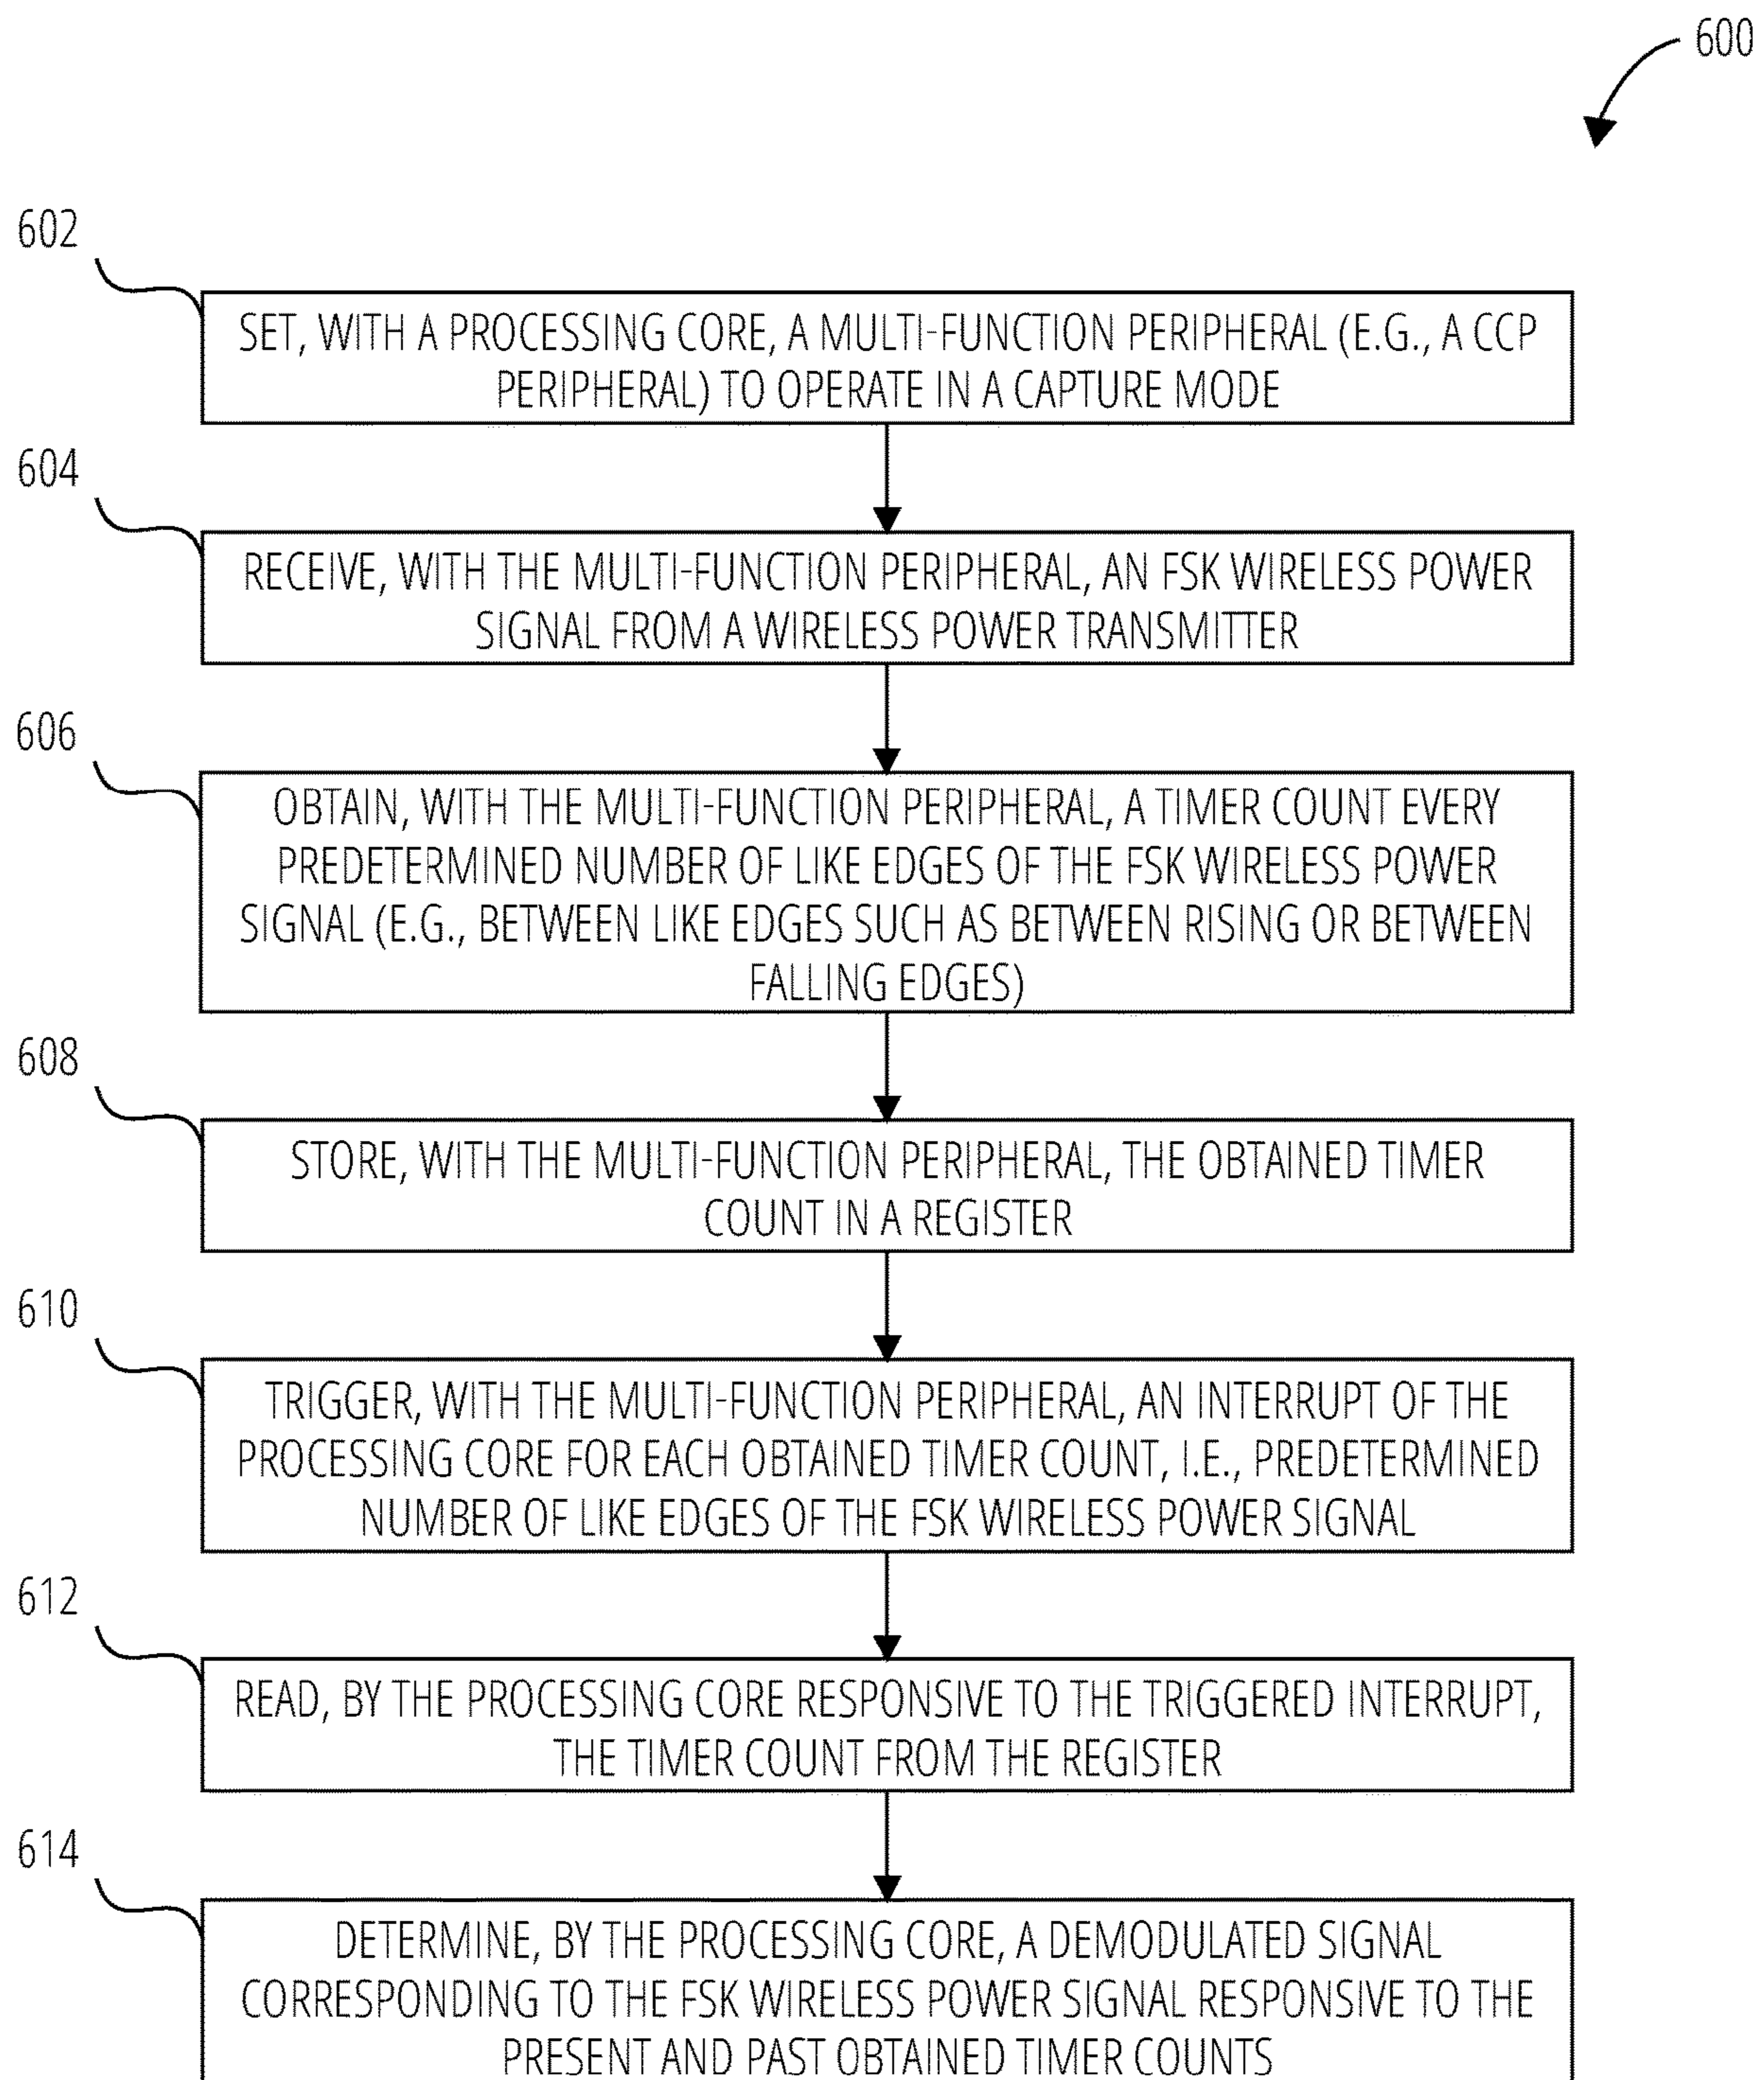 600
602
SET, WITH A PROCESSING CORE, A MULTI-FUNCTION PERIPHERAL (E.G., A CCP
PERIPHERAL) TO OPERATE IN A CAPTURE MODE
604
RECEIVE, WITH THE MULTI-FUNCTION PERIPHERAL, AN FSK WIRELESS POWER
SIGNAL FROM A WIRELESS POWER TRANSMITTER
606
OBTAIN, WITH THE MULTI-FUNCTION PERIPHERAL, A TIMER COUNT EVERY
PREDETERMINED NUMBER OF LIKE EDGES OF THE FSK WIRELESS POWER
SIGNAL (E.G., BETWEEN LIKE EDGES SUCH AS BETWEEN RISING OR BETWEEN
FALLING EDGES)
608
STORE, WITH THE MULTI-FUNCTION PERIPHERAL, THE OBTAINED TIMER
COUNT IN A REGISTER
610
TRIGGER, WITH THE MULTI-FUNCTION PERIPHERAL, AN INTERRUPT OF THE
PROCESSING CORE FOR EACH OBTAINED TIMER COUNT, I.E., PREDETERMINED
NUMBER OF LIKE EDGES OF THE FSK WIRELESS POWER SIGNAL
612
READ, BY THE PROCESSING CORE RESPONSIVE TO THE TRIGGERED INTERRUPT,
THE TIMER COUNT FROM THE REGISTER
614
DETERMINE, BY THE PROCESSING CORE, A DEMODULATED SIGNAL
CORRESPONDING TO THE FSK WIRELESS POWER SIGNAL RESPONSIVE TO THE
PRESENT AND PAST OBTAINED TIMER COUNTS